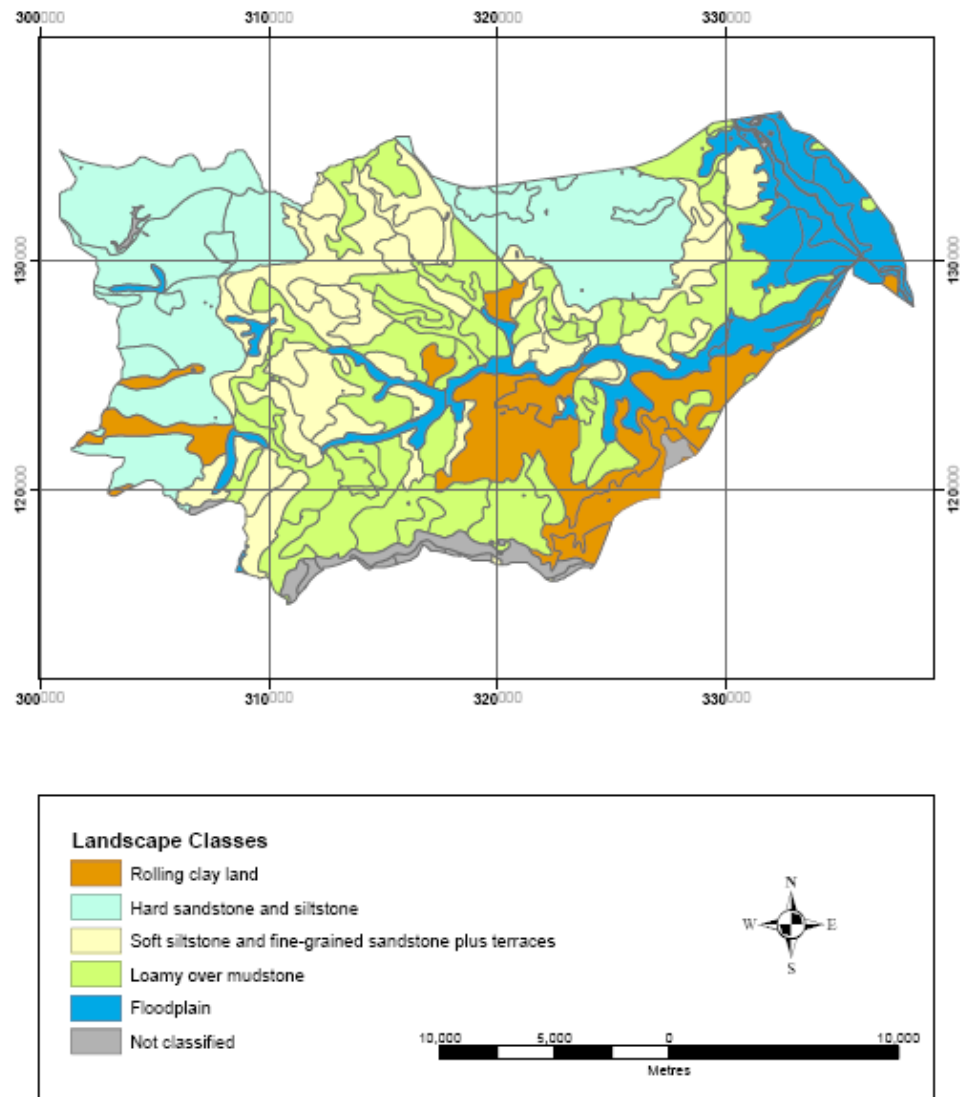 300000 310000 320000 330000
130000 130000
120000 120000
300000 310000 320000 330000
Landscape Classes
Rolling clay land
Hard sandstone and siltstone
Soft siltstone and fine-grained sandstone plus terraces
Loamy over mudstone
Floodplain
Not classified
N
W E
S
10,000 5,000 0 10,000
Metres